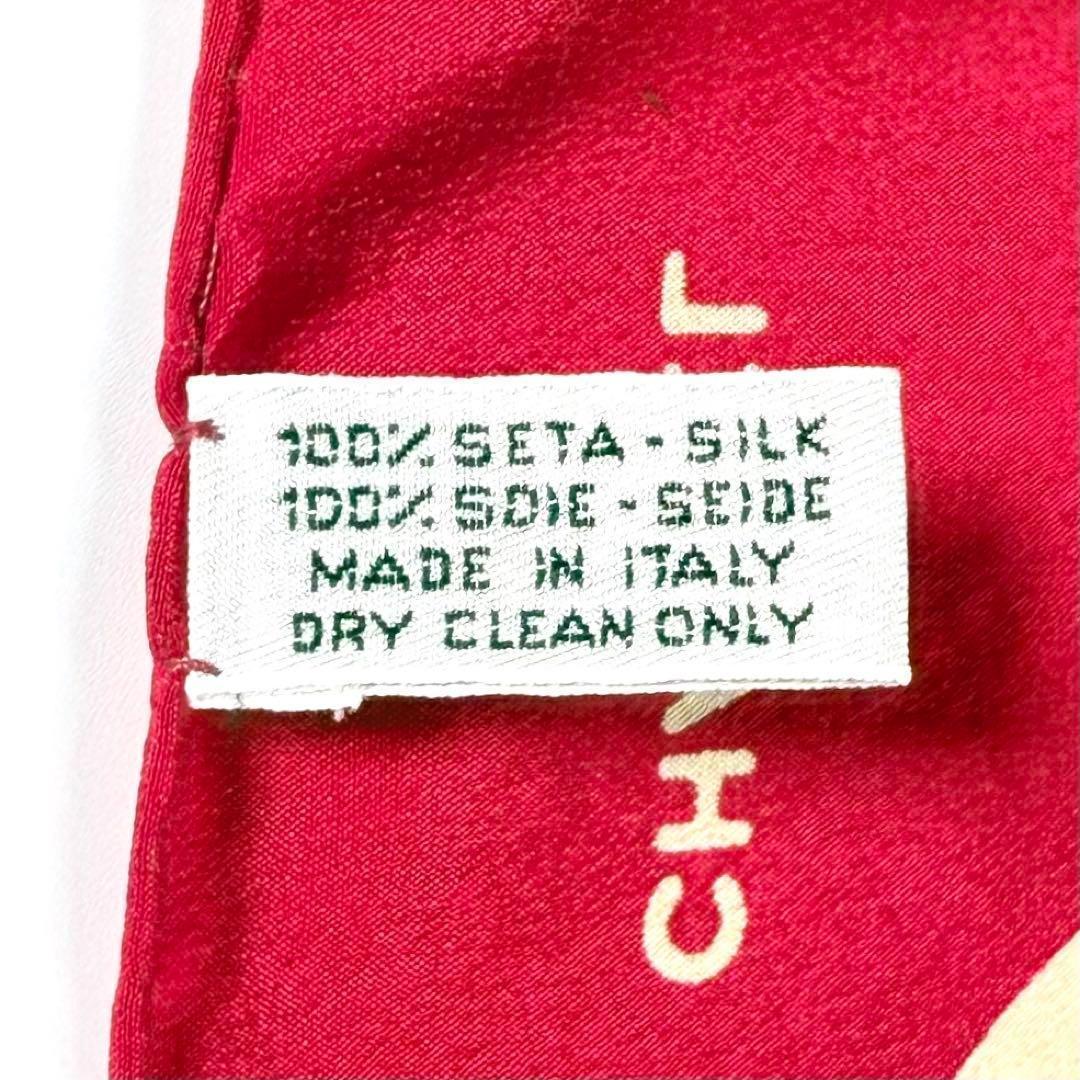 100% SETA - SILK
100% SOIE - SEIDE
MADE IN ITALY
DRY CLEAN ONLY